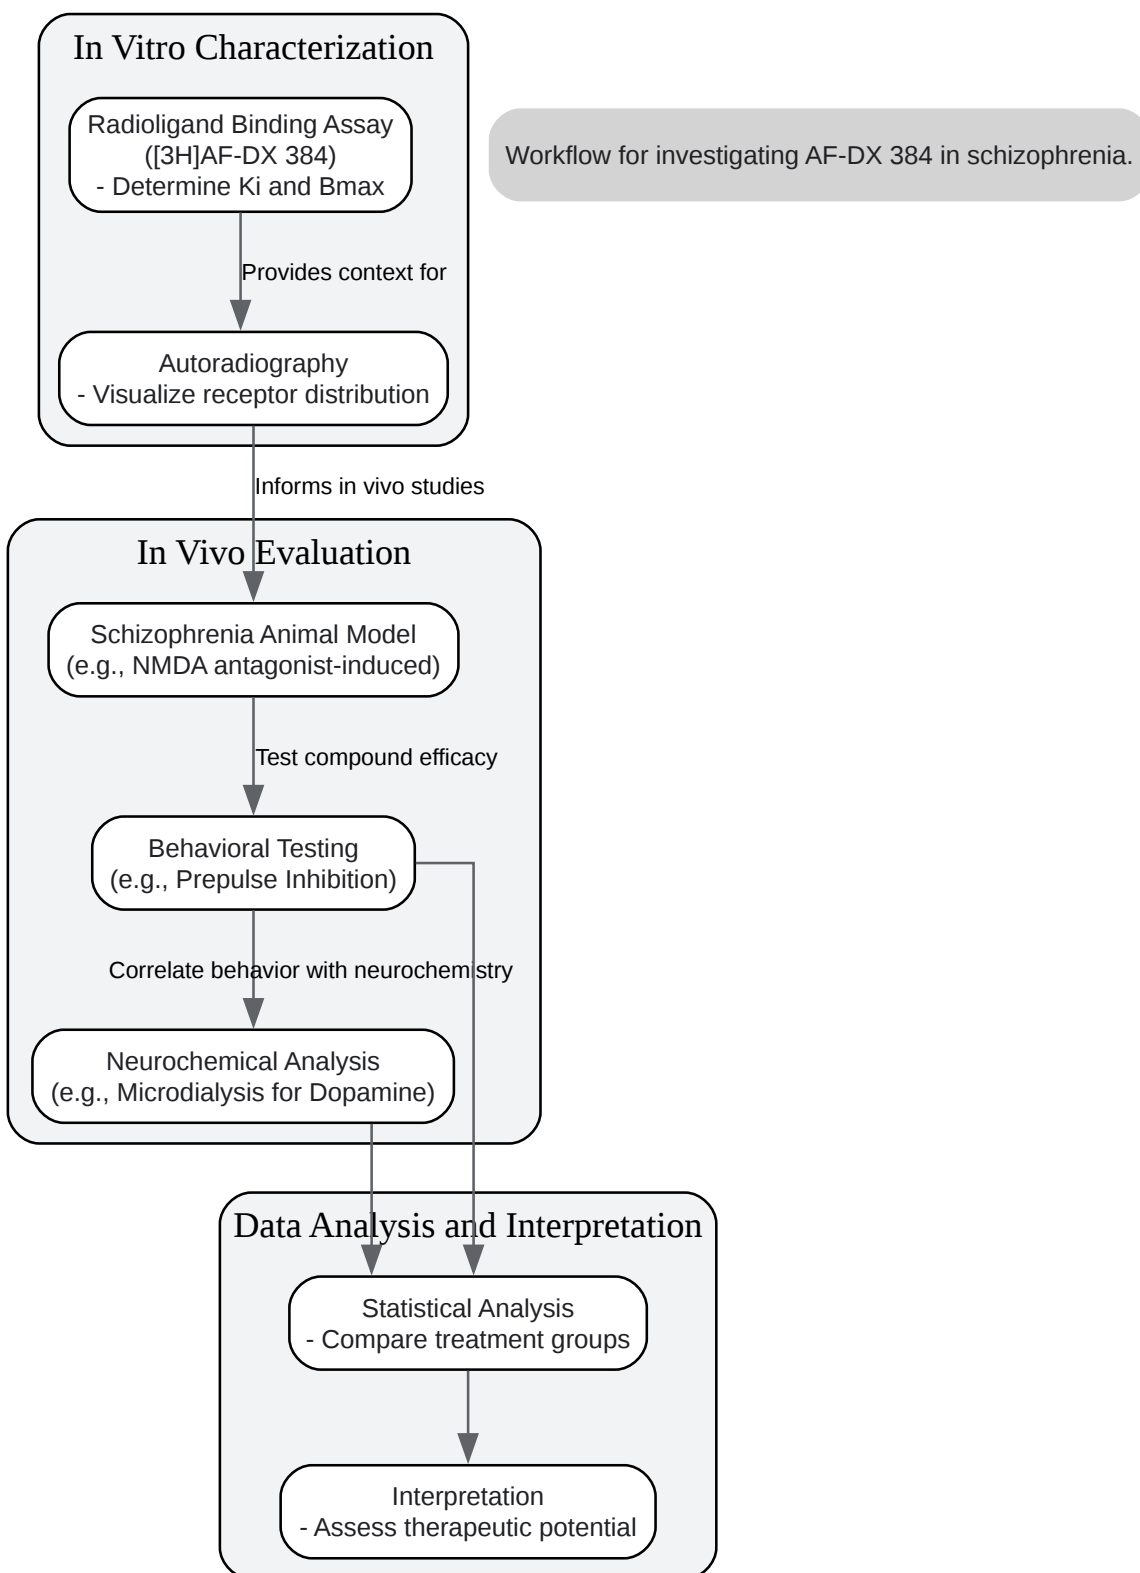 In Vitro Characterization
Radioligand Binding Assay
([3H]AF-DX 384)
- Determine Ki and Bmax
Workflow for investigating AF-DX 384 in schizophrenia.
Provides context for
Autoradiography
- Visualize receptor distribution
Informs in vivo studies
In Vivo Evaluation
Schizophrenia Animal Model
(e.g., NMDA antagonist-induced)
Test compound efficacy
Behavioral Testing
(e.g., Prepulse Inhibition)
Correlate behavior with neurochemistry
Neurochemical Analysis
(e.g., Microdialysis for Dopamine)
Data Analysis and Interpretation
Statistical Analysis
- Compare treatment groups
Interpretation
- Assess therapeutic potential